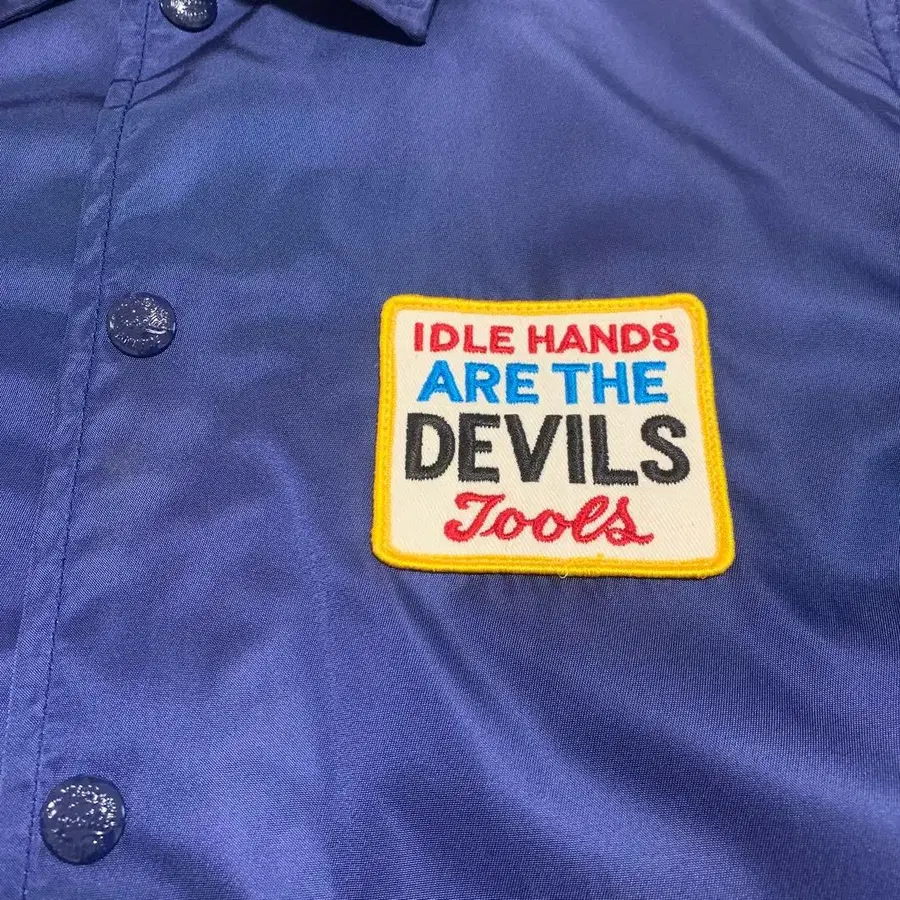 IDLE HANDS
ARE THE
DEVILS
Tools